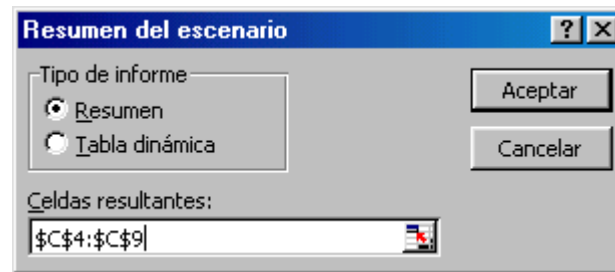 Resumen del escenario
Tipo de informe
Resumen
Tabla dinámica
Aceptar
Cancelar
Celdas resultantes:
$C$4:$C$9